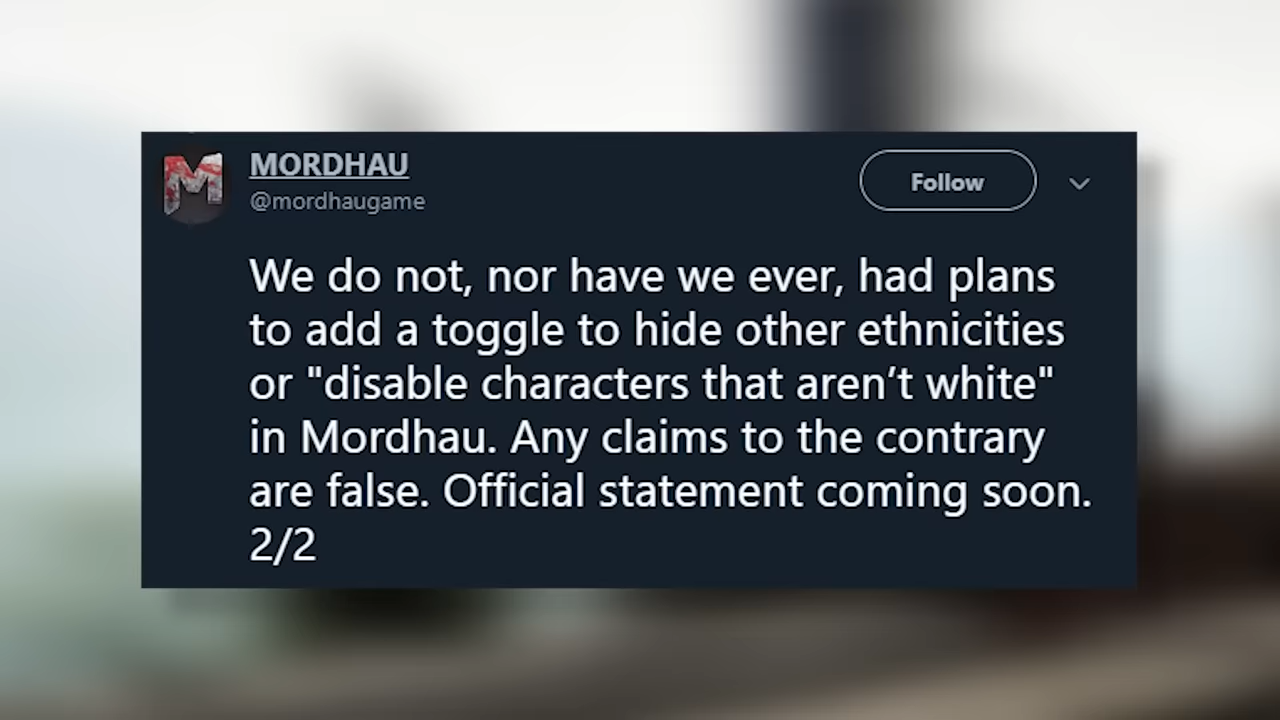 MORDHAU
@mordhaugame
Follow
We do not, nor have we ever, had plans
to add a toggle to hide other ethnicities
or "disable characters that aren’t white"
in Mordhau. Any claims to the contrary
are false. Official statement coming soon.
2/2